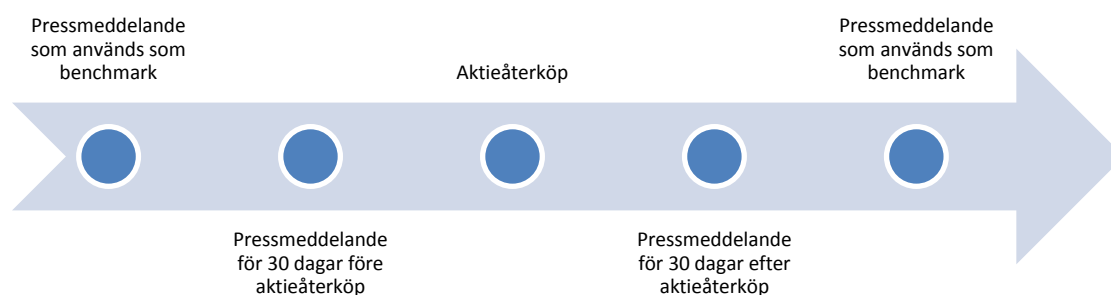 Pressmeddelande
som används som
benchmark
Pressmeddelande
för 30 dagar före
aktieåterköp
Aktieåterköp
Pressmeddelande
för 30 dagar efter
aktieåterköp
Pressmeddelande
som används som
benchmark